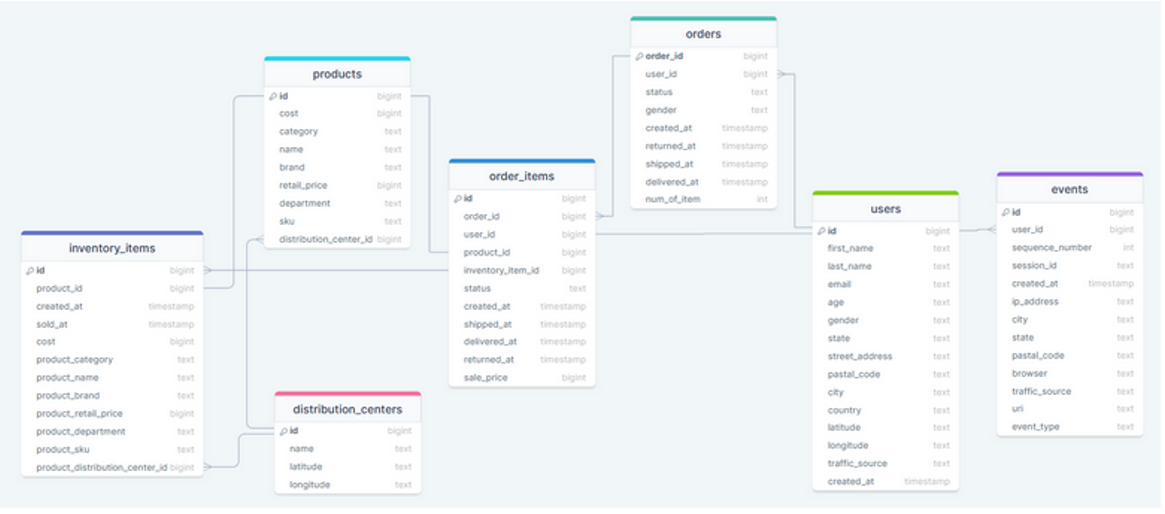 orders
order_id bigint
user_id bigint
status text
gender text
created_at timestamp
returned_at timestamp
shipped_at timestamp
delivered_at timestamp
num_of_item int
products
id bigint
cost bigint
category text
name text
brand text
retail_price bigint
department text
sku text
distribution_center_id bigint
order_items
id bigint
order_id bigint
user_id bigint
product_id bigint
inventory_item_id bigint
status text
created_at timestamp
shipped_at timestamp
delivered_at timestamp
returned_at timestamp
sale_price bigint
events
id bigint
user_id bigint
sequence_number int
session_id text
created_at timestamp
ip_address text
city text
state text
pastal_code text
browser text
traffic_source text
uri text
event_type text
users
id bigint
first_name text
last_name text
email text
age text
gender text
state text
street_address text
pastal_code text
city text
country text
latitude text
longitude text
traffic_source text
created_at timestamp
inventory_items
id bigint
product_id bigint
created_at timestamp
sold_at timestamp
cost bigint
product_category text
product_name text
product_brand text
product_retail_price bigint
product_department text
product_sku text
product_distribution_center_id bigint
distribution_centers
id bigint
name text
latitude text
longitude text